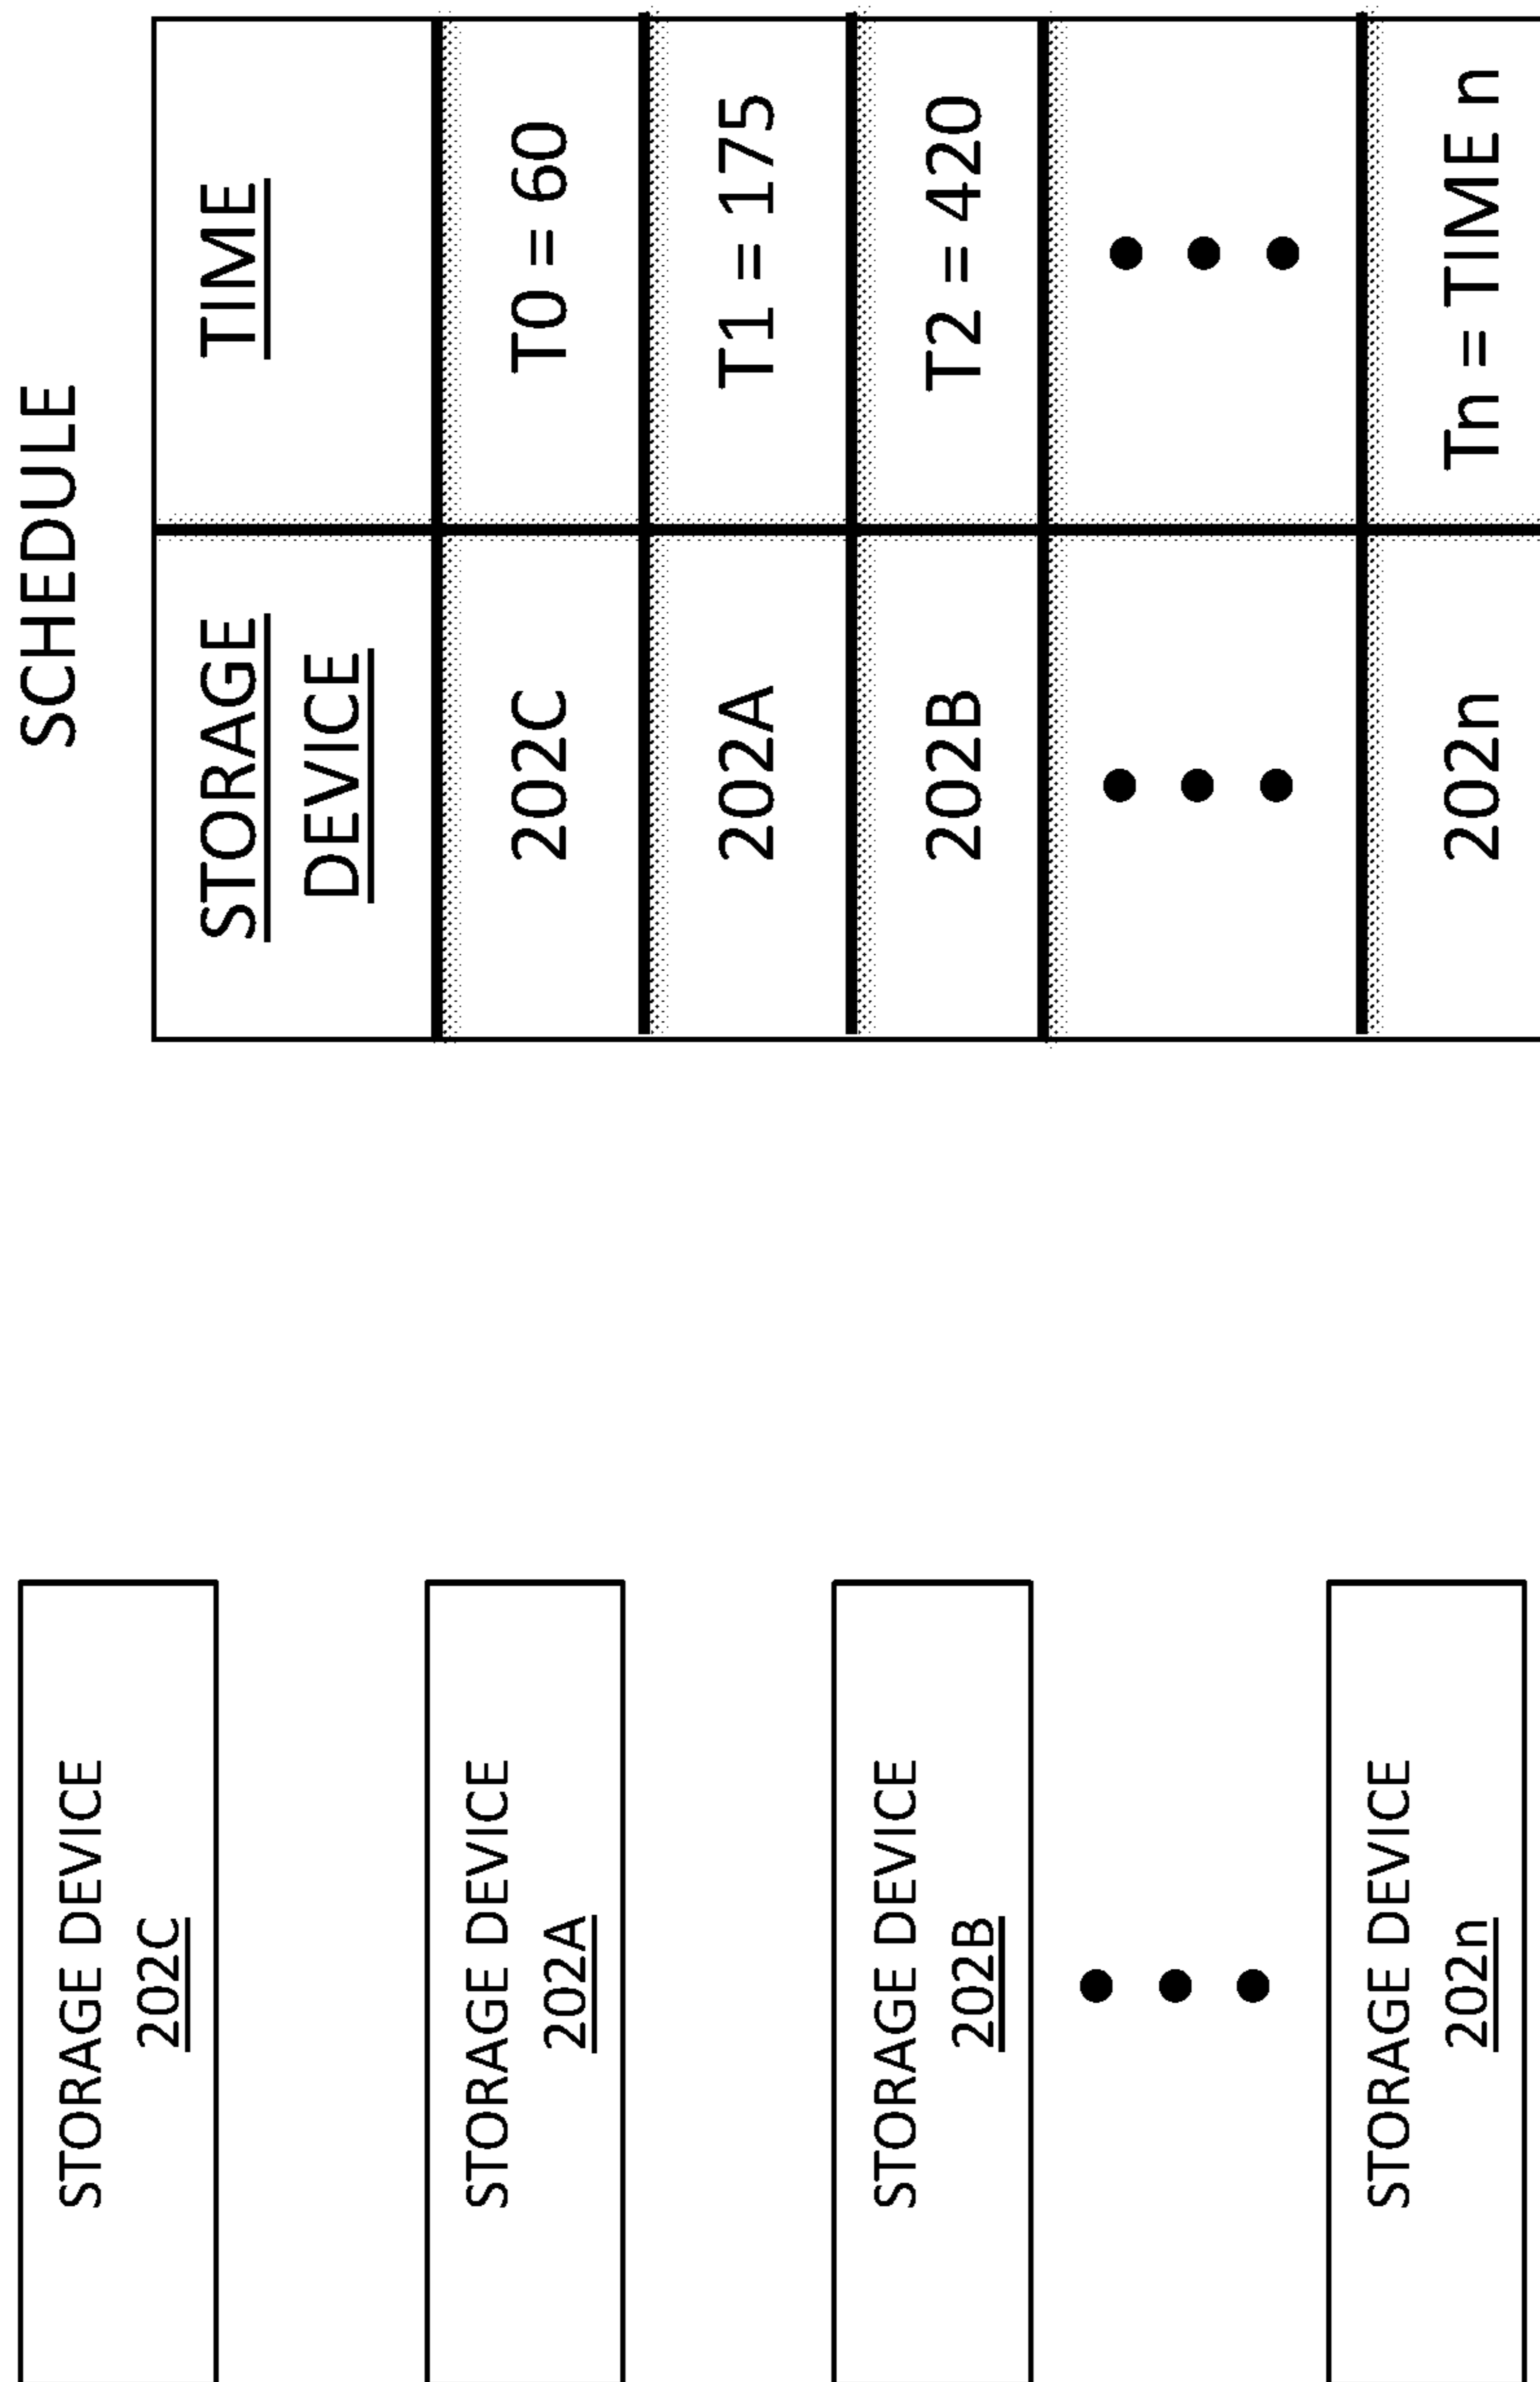 STORAGE DEVICE
202C
STORAGE DEVICE
202A
STORAGE DEVICE
202B
STORAGE DEVICE
202n
SCHEDULE
STORAGE
DEVICE
TIME
202C
T0 = 60
202A
T1 = 175
202B
T2 = 420
202n
Tn = TIME n